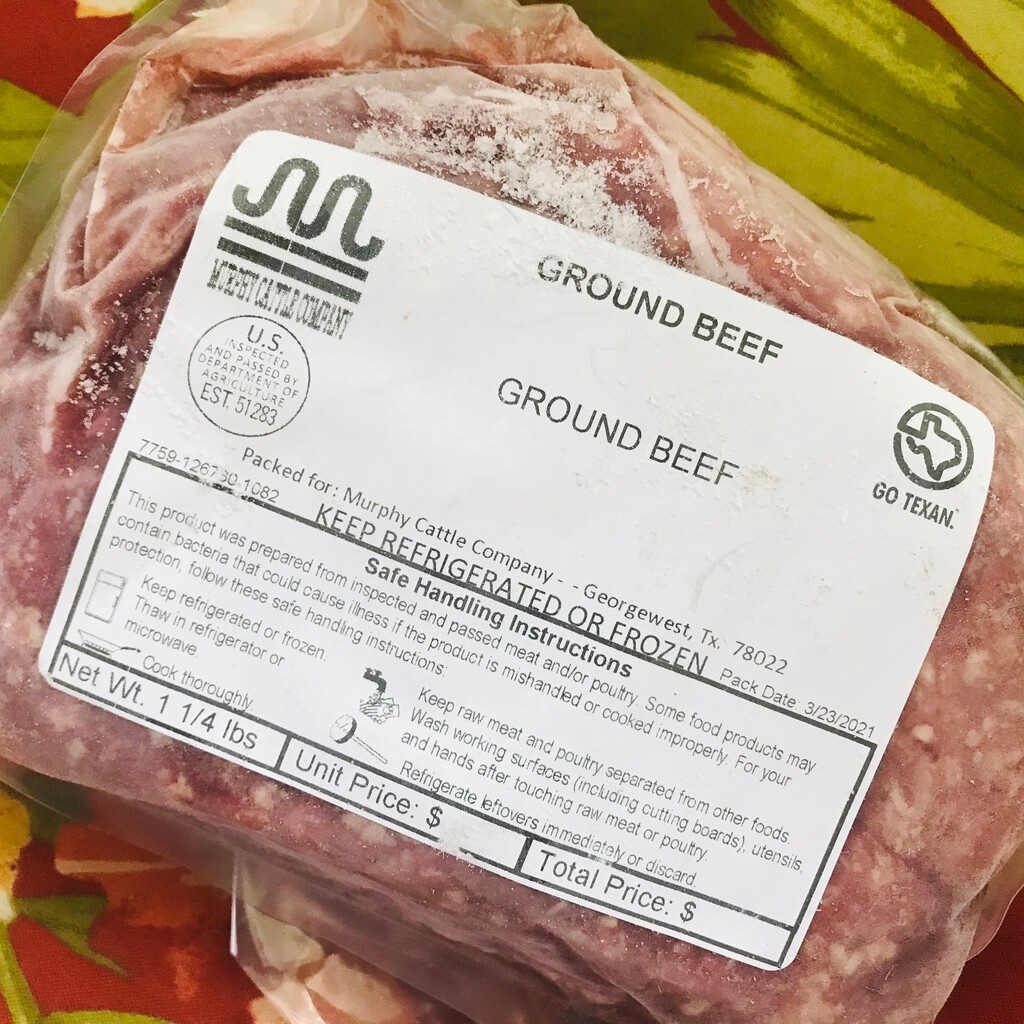 MURPHY CATTLE COMPANY
U.S.
INSPECTED
AND PASSED BY
DEPARTMENT OF
AGRICULTURE
EST. 51283
GROUND BEEF
GROUND BEEF
GO TEXAN.
Packed for: Murphy Cattle Company - - Georgewest, Tx. 78022
7759-126730-1082
KEEP REFRIGERATED OR FROZEN
Pack Date: 3/23/2021
Safe Handling Instructions
This product was prepared from inspected and passed meat and/or poultry. Some food products may
contain bacteria that could cause illness if the product is mishandled or cooked improperly. For your
protection, follow these safe handling instructions:
Keep refrigerated or frozen.
Thaw in refrigerator or
microwave.
Cook thoroughly
Keep raw meat and poultry separated from other foods.
Wash working surfaces (including cutting boards), utensils,
and hands after touching raw meat or poultry.
Refrigerate leftovers immediately or discard.
Net Wt. 1 1/4 lbs
Unit Price: $
Total Price: $